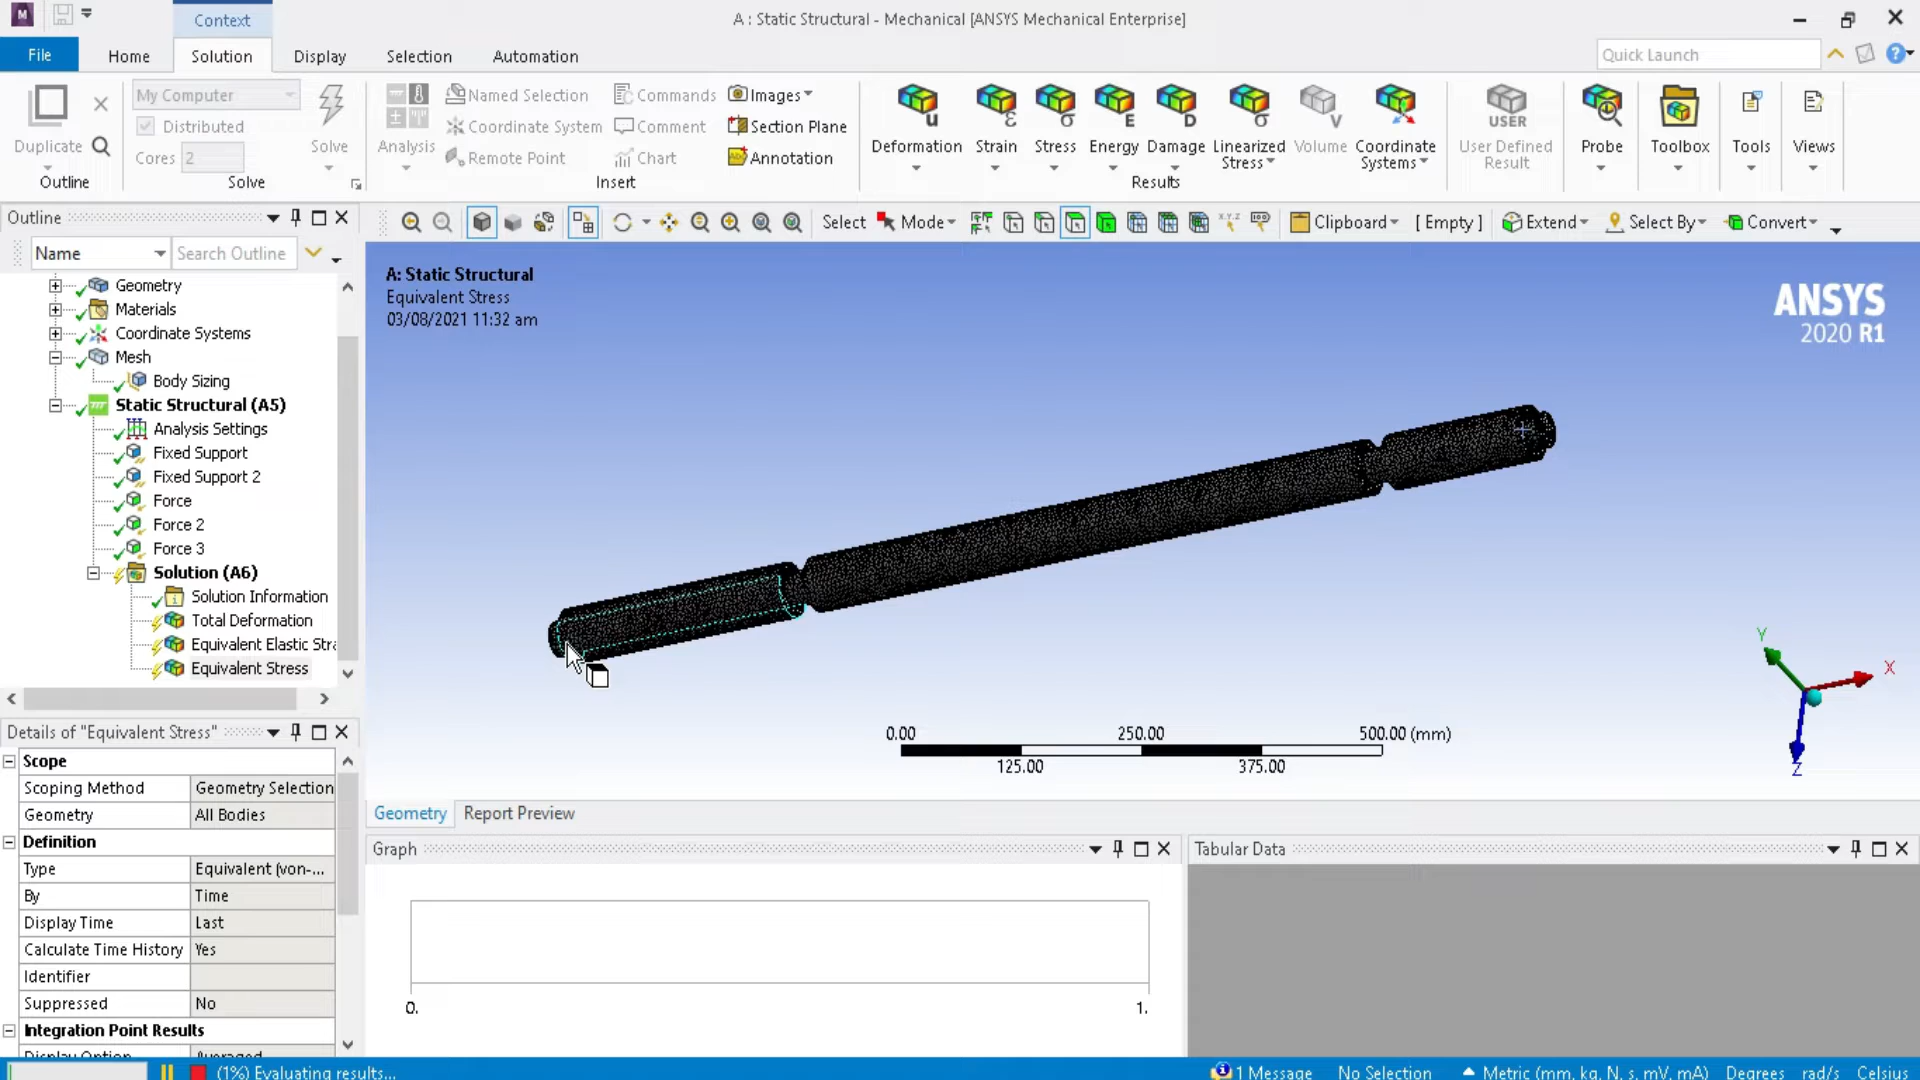 M
Context
A : Static Structural - Mechanical [ANSYS Mechanical Enterprise]
File
Home
Solution
Display
Selection
Automation
Quick Launch
Duplicate
Outline
My Computer
Distributed
Cores 2
Solve
Solve
Analysis
Named Selection
Coordinate System
Remote Point
Commands
Comment
Chart
Images
Section Plane
Annotation
Insert
Deformation
Strain
Stress
Energy
Damage
Linearized
Stress
Volume
Coordinate
Systems
Results
USER
User Defined
Result
Probe
Toolbox
Tools
Views
Outline
Select
Mode
Clipboard
[ Empty ]
Extend
Select By
Convert
Name
Search Outline
Geometry
Materials
Coordinate Systems
Mesh
Body Sizing
Static Structural (A5)
Analysis Settings
Fixed Support
Fixed Support 2
Force
Force 2
Force 3
Solution (A6)
Solution Information
Total Deformation
Equivalent Elastic Stra
Equivalent Stress
A: Static Structural
Equivalent Stress
03/08/2021 11:32 am
ANSYS
2020 R1
Y
X
Z
0.00 250.00 500.00 (mm)
125.00 375.00
Details of "Equivalent Stress"
Scope
Scoping Method Geometry Selection
Geometry All Bodies
Definition
Type Equivalent (von-...
By Time
Display Time Last
Calculate Time History Yes
Identifier
Suppressed No
Integration Point Results
Display Option Averaged
Geometry
Report Preview
Graph
0. 1.
Tabular Data
(1%) Evaluating results...
1 Message
No Selection
Metric (mm, kg, N, s, mV, mA)
Degrees
rad/s
Celsius